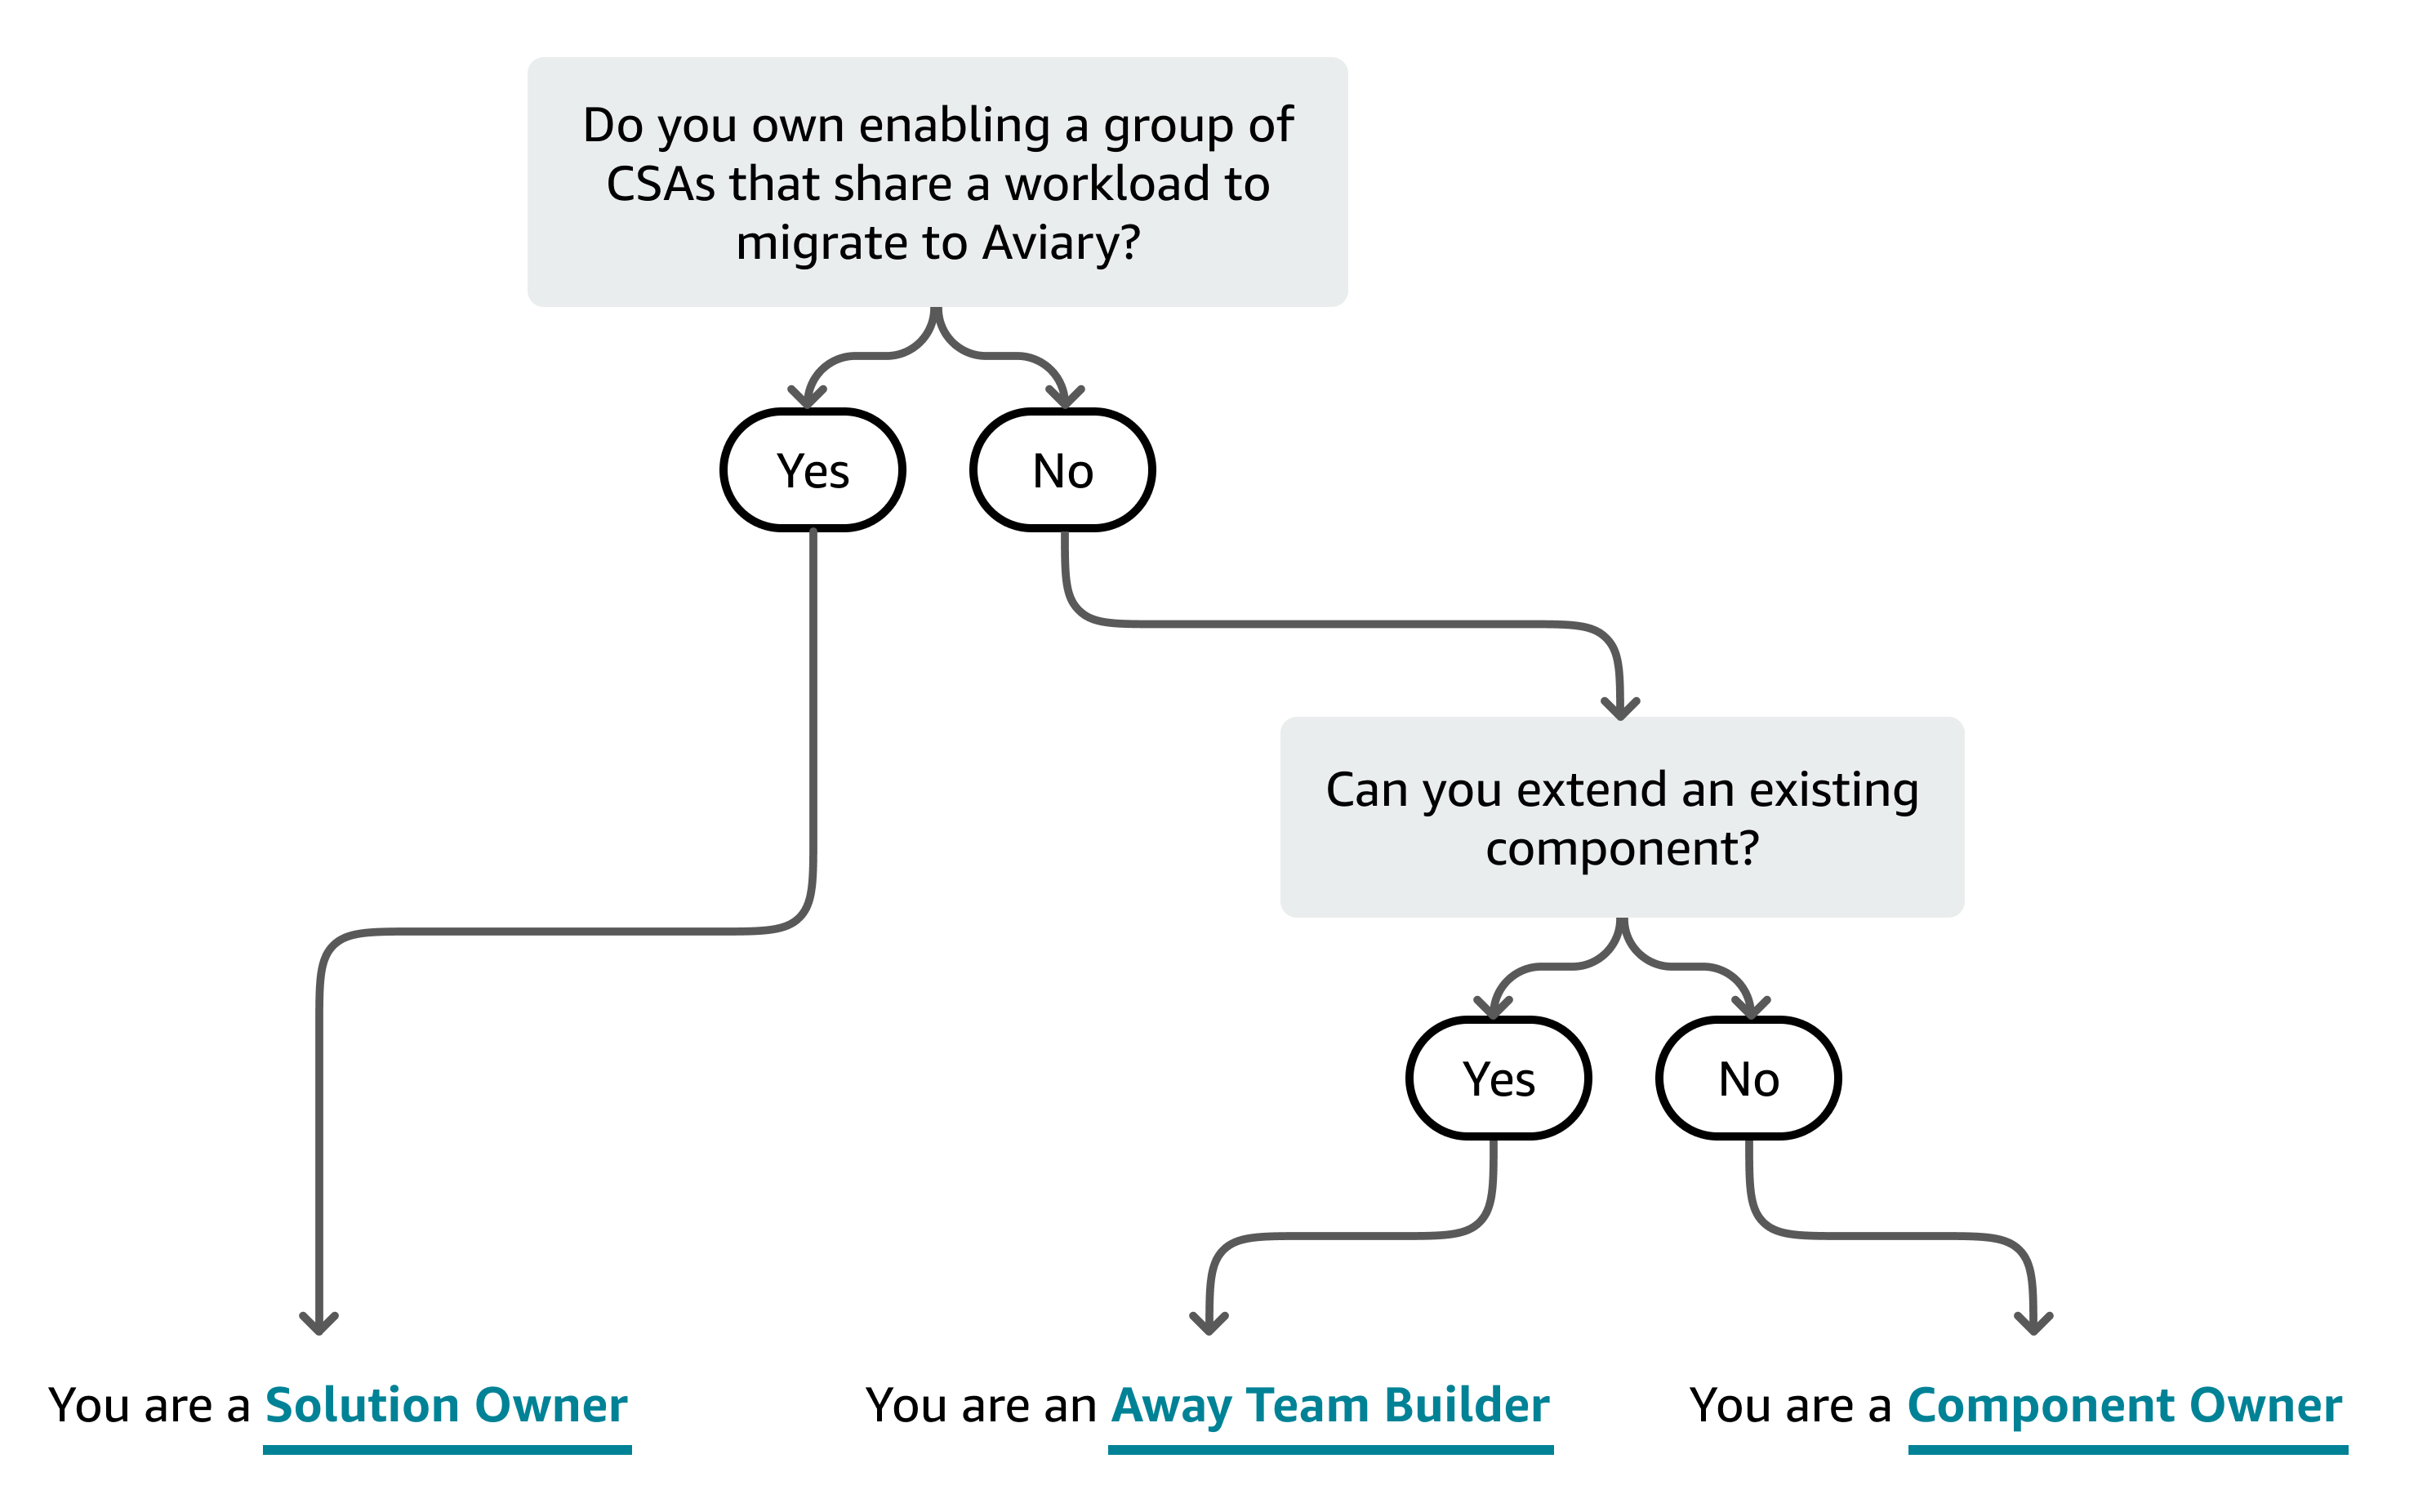 Do you own enabling a group of
CSAs that share a workload to
migrate to Aviary?
Yes
No
Can you extend an existing
component?
Yes
No
You are a Solution Owner
You are an Away Team Builder
You are a Component Owner